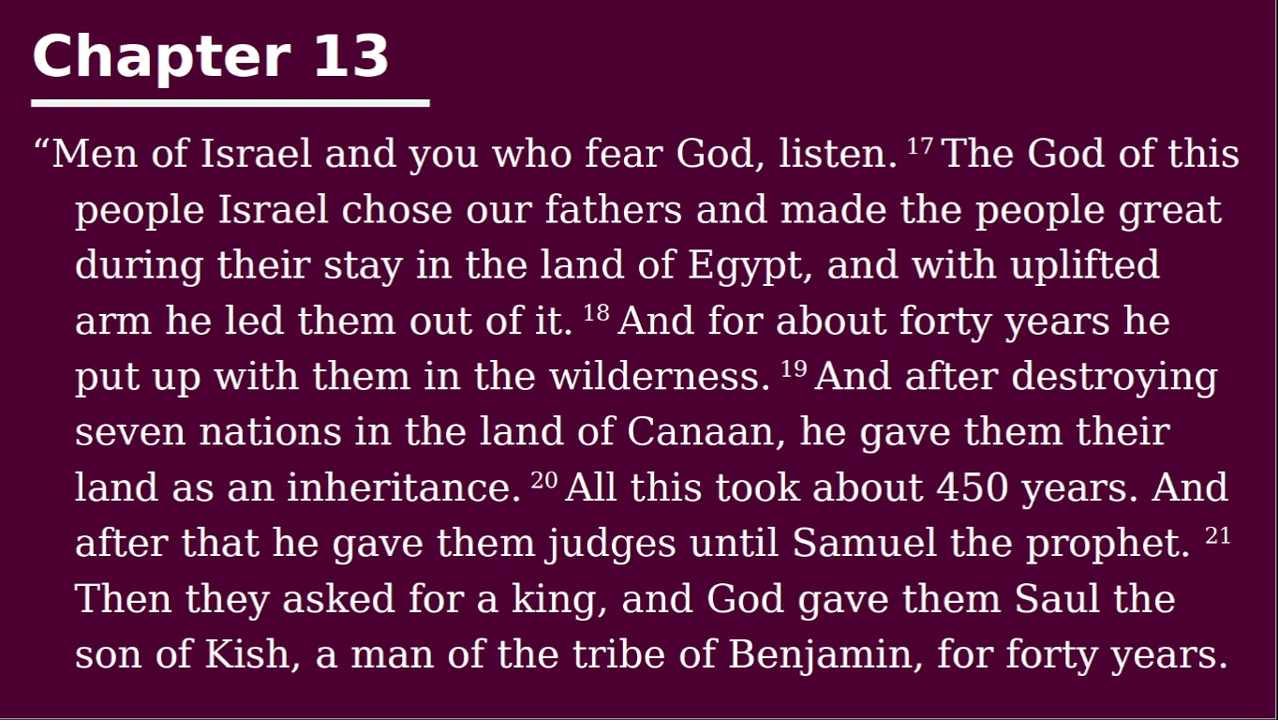 Chapter 13
“Men of Israel and you who fear God, listen. 17 The God of this
people Israel chose our fathers and made the people great
during their stay in the land of Egypt, and with uplifted
arm he led them out of it. 18 And for about forty years he
put up with them in the wilderness. 19 And after destroying
seven nations in the land of Canaan, he gave them their
land as an inheritance. 20 All this took about 450 years. And
after that he gave them judges until Samuel the prophet. 21
Then they asked for a king, and God gave them Saul the
son of Kish, a man of the tribe of Benjamin, for forty years.